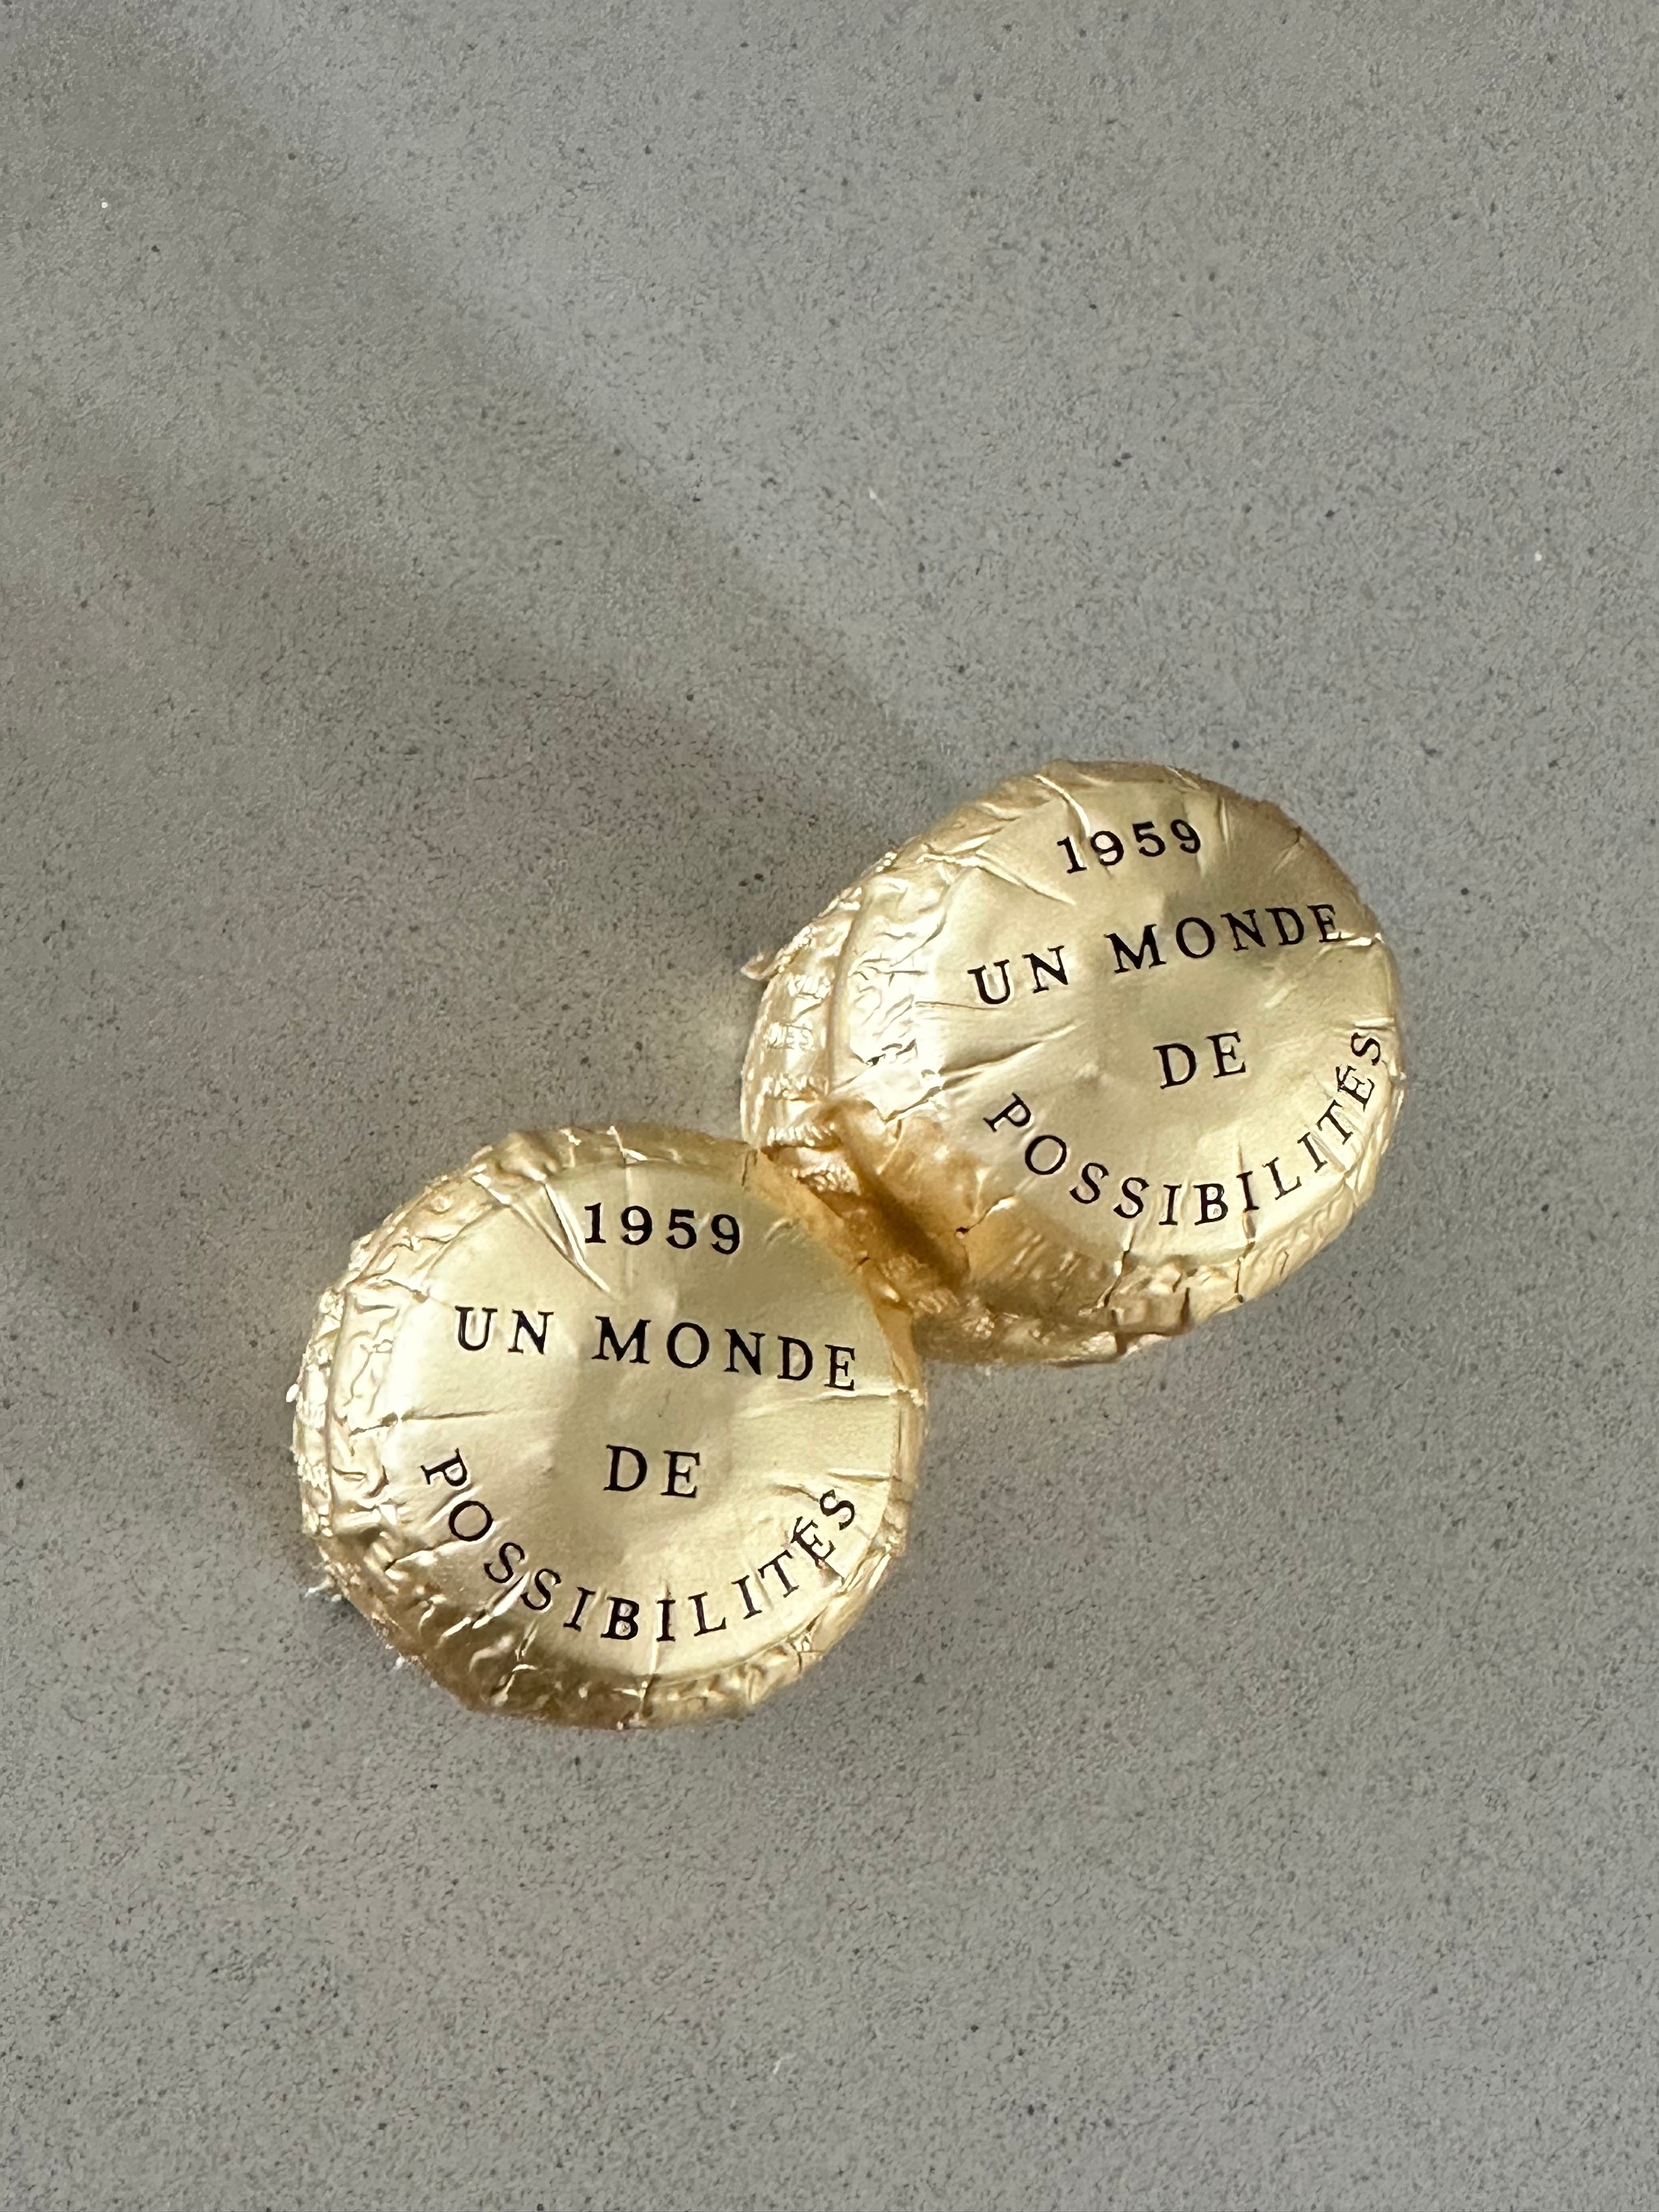 1959
UN MONDE
DE
POSSIBILITÉS
1959
UN MONDE
DE
POSSIBILITÉS